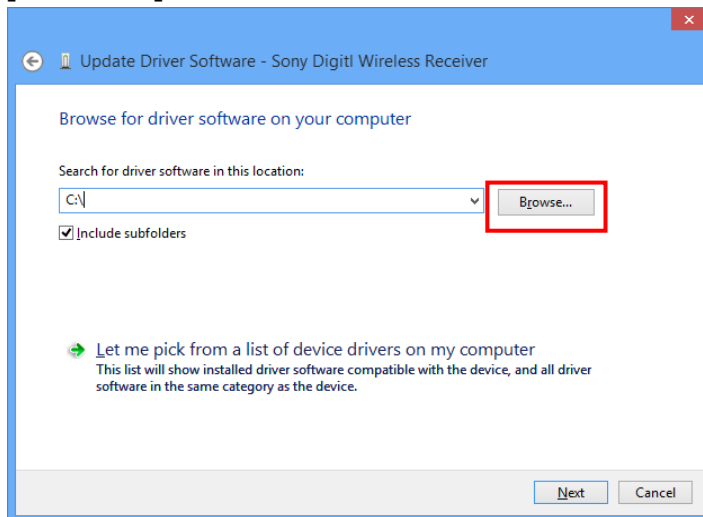 Update Driver Software - Sony Digitl Wireless Receiver
Browse for driver software on your computer
Search for driver software in this location:
C:\
Browse...
Include subfolders
Let me pick from a list of device drivers on my computer
This list will show installed driver software compatible with the device, and all driver
software in the same category as the device.
Next Cancel